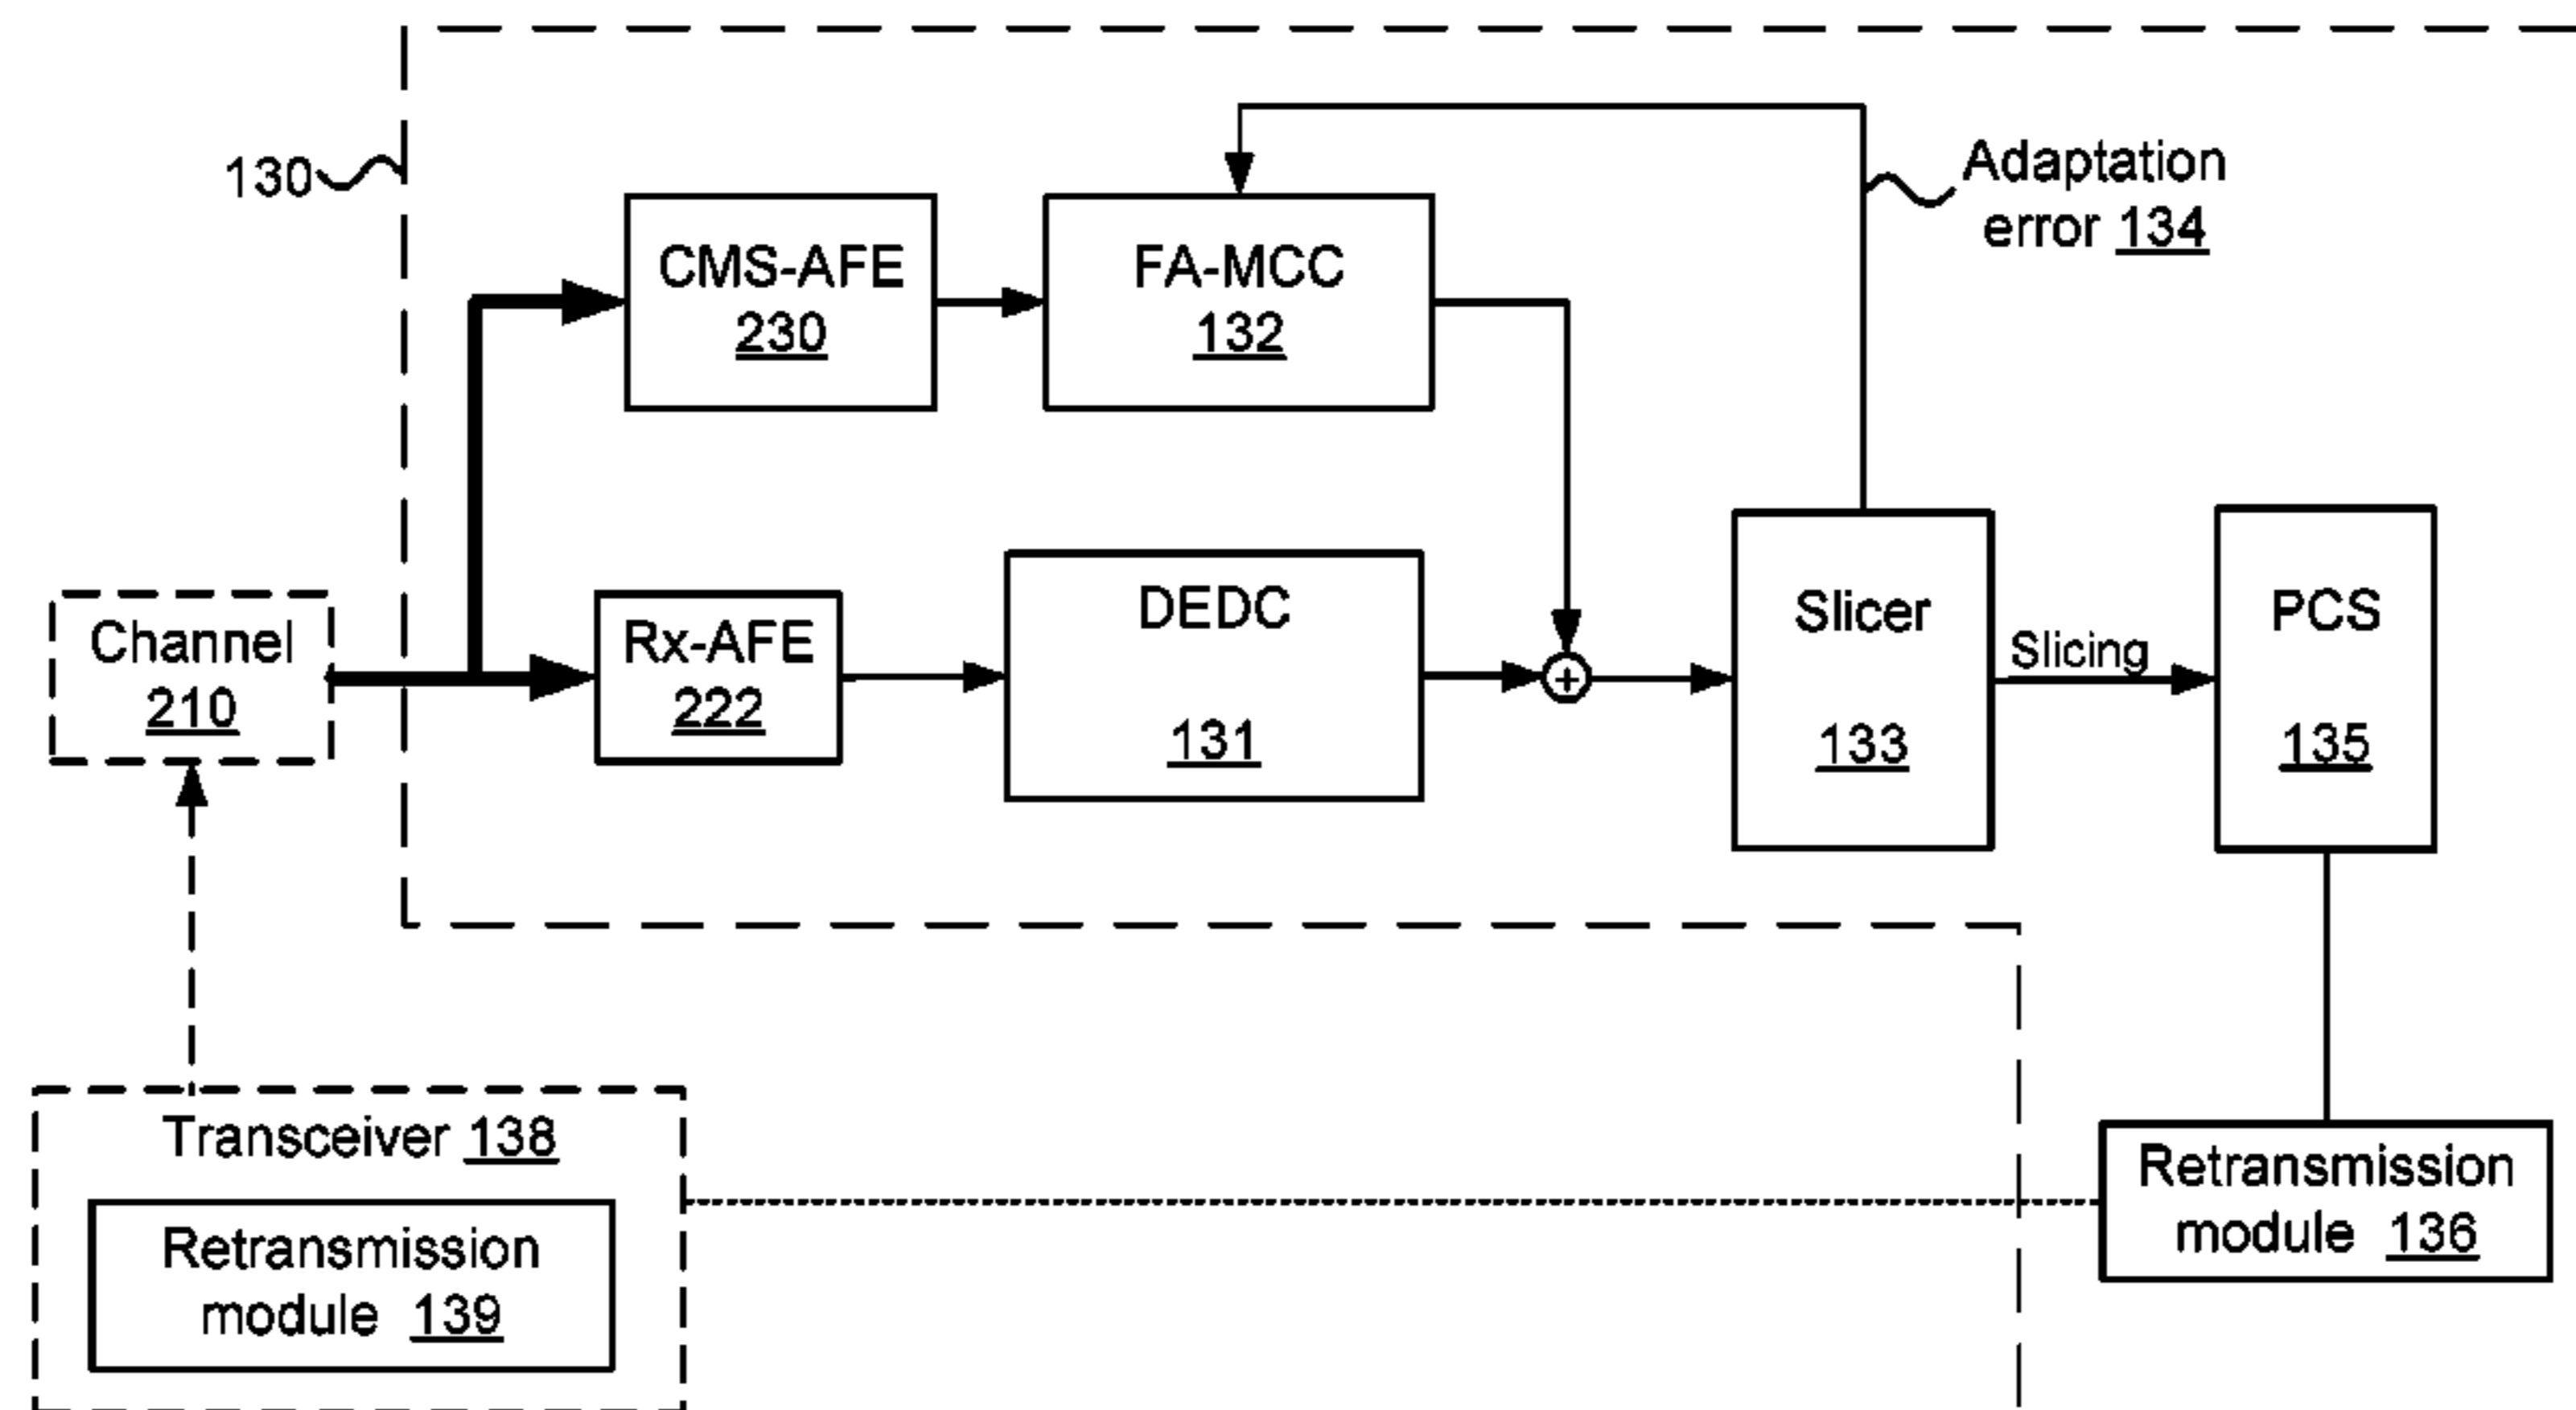 130
Adaptation
error 134
CMS-AFE
230
FA-MCC
132
Channel
210
Rx-AFE
222
DEDC
131
+
Slicer
133
Slicing
PCS
135
Transceiver 138
Retransmission
module 139
Retransmission
module 136